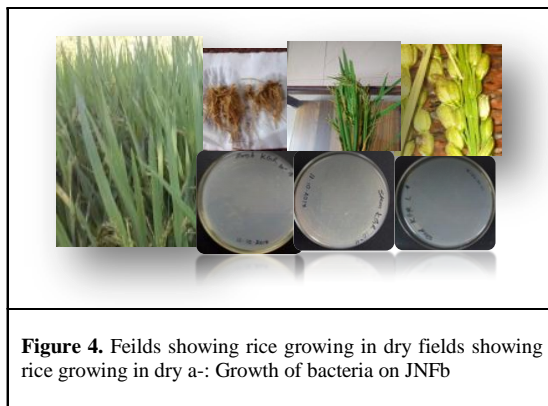 Figure 4. Feilds showing rice growing in dry fields showing
rice growing in dry a-: Growth of bacteria on JNFb